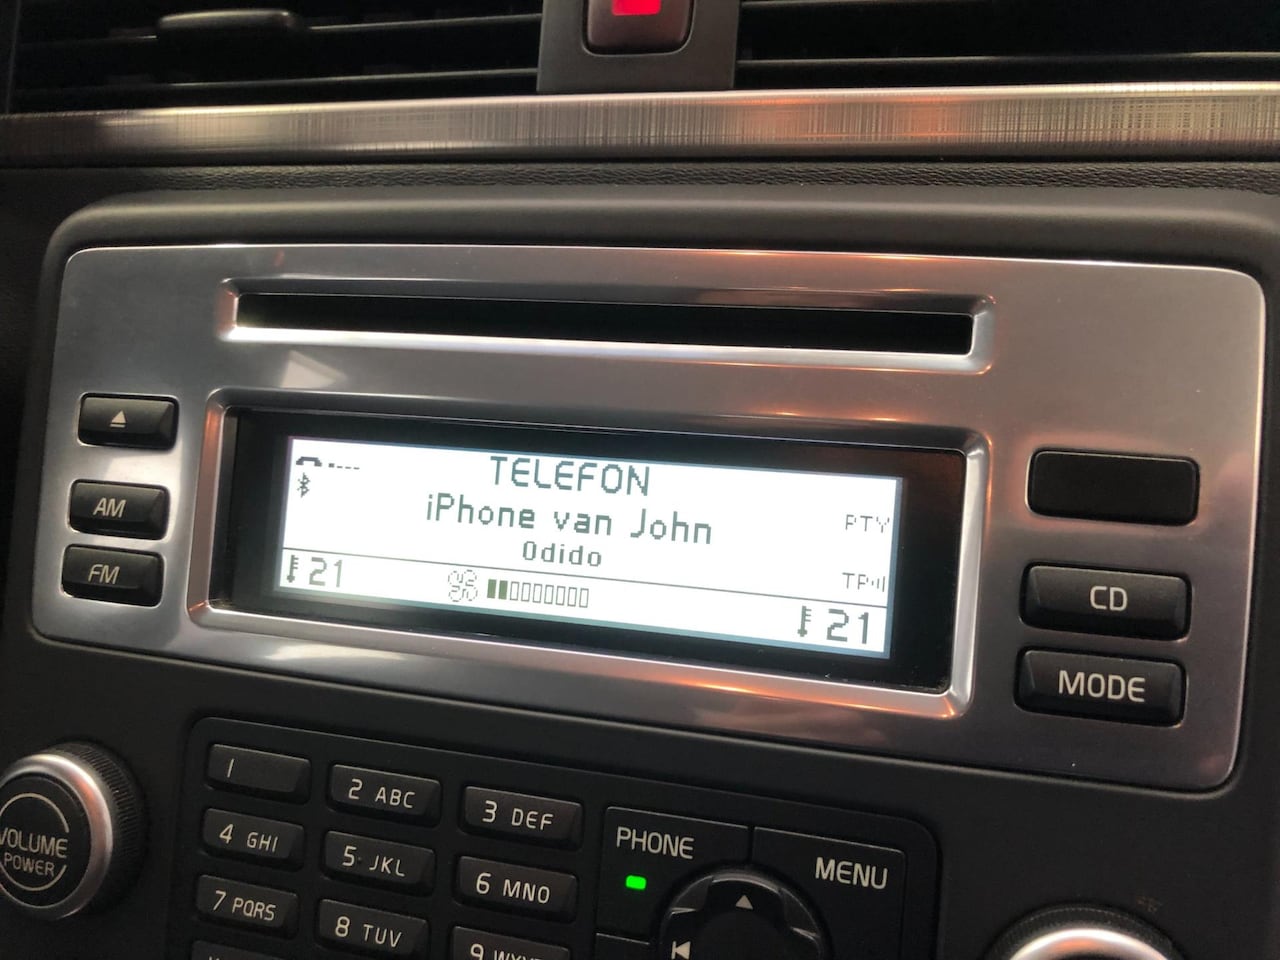 TELEFON
iPhone van John
PTY
Odido
TP
21
21
AM
FM
CD
MODE
VOLUME
POWER
1
2 ABC
3 DEF
4 GHI
5 JKL
6 MNO
7 PQRS
8 TUV
PHONE
MENU